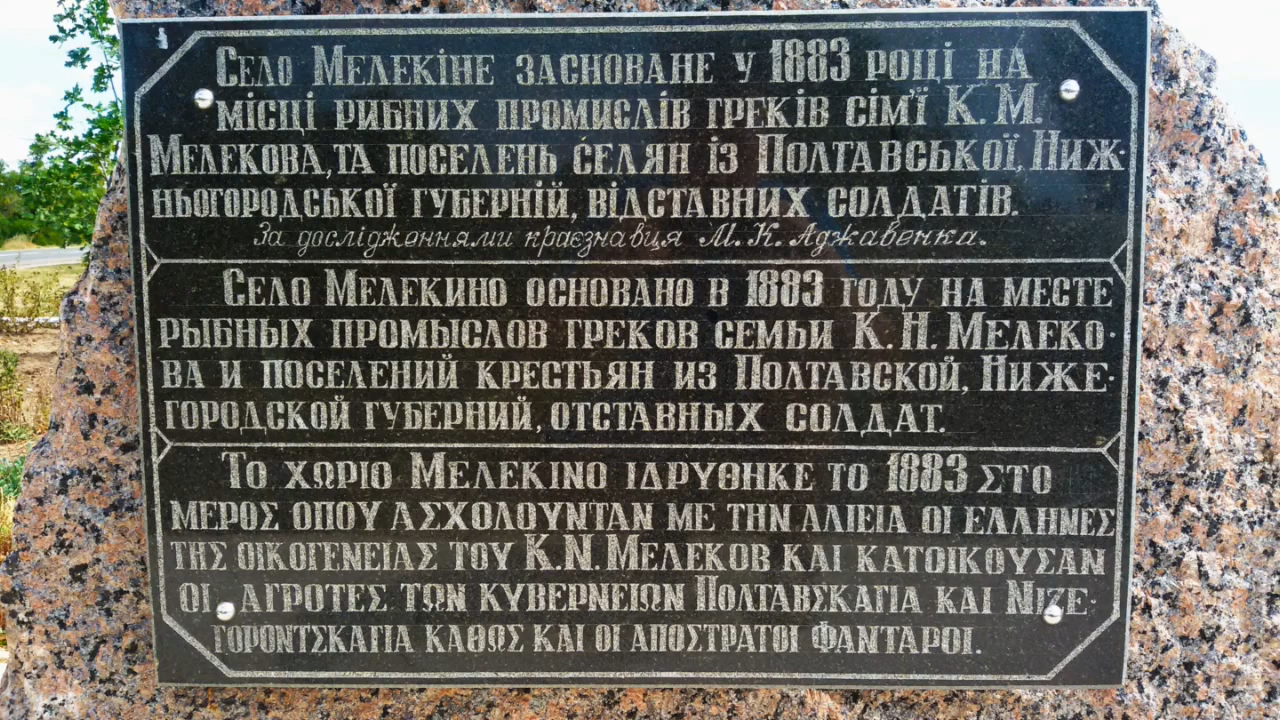 Село Мелекіне засноване у 1883 році на
місці рибних промислів греків сім'ї К. М.
Мелекова, та поселень селян із Полтавської, Ниж-
ньогородської губерній, відставних солдатів.
За дослідженнями краєзнавця М. К. Аджавенка.
Село Мелекино основано в 1883 году на месте
рыбных промыслов греков семьи К. Н. Мелеко-
ва и поселений крестьян из Полтавской, Ниже-
городской губерний, отставных солдат.
Το χωριο Μελεκινο ιδρυθηκε το 1883 στο
μερος οπου ασχολουνταν με την αλιεια οι ελληνες
της οικογενειας του Κ.Ν. Μελεκοβ και κατοικουσαν
οι αγροτες των κυβερνειων Πολταβσκαγια και Νιζε-
γοροντσκαγια καθως και οι αποστρατοι φανταροι.